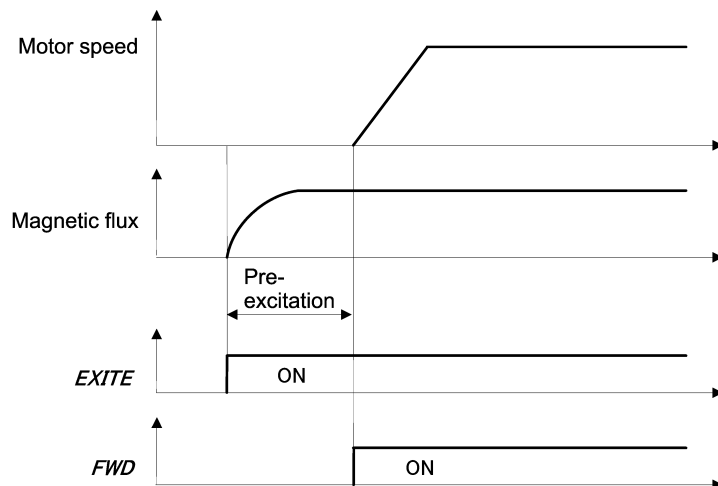 Motor speed
Magnetic flux
Pre-
excitation
EXITE
ON
FWD
ON